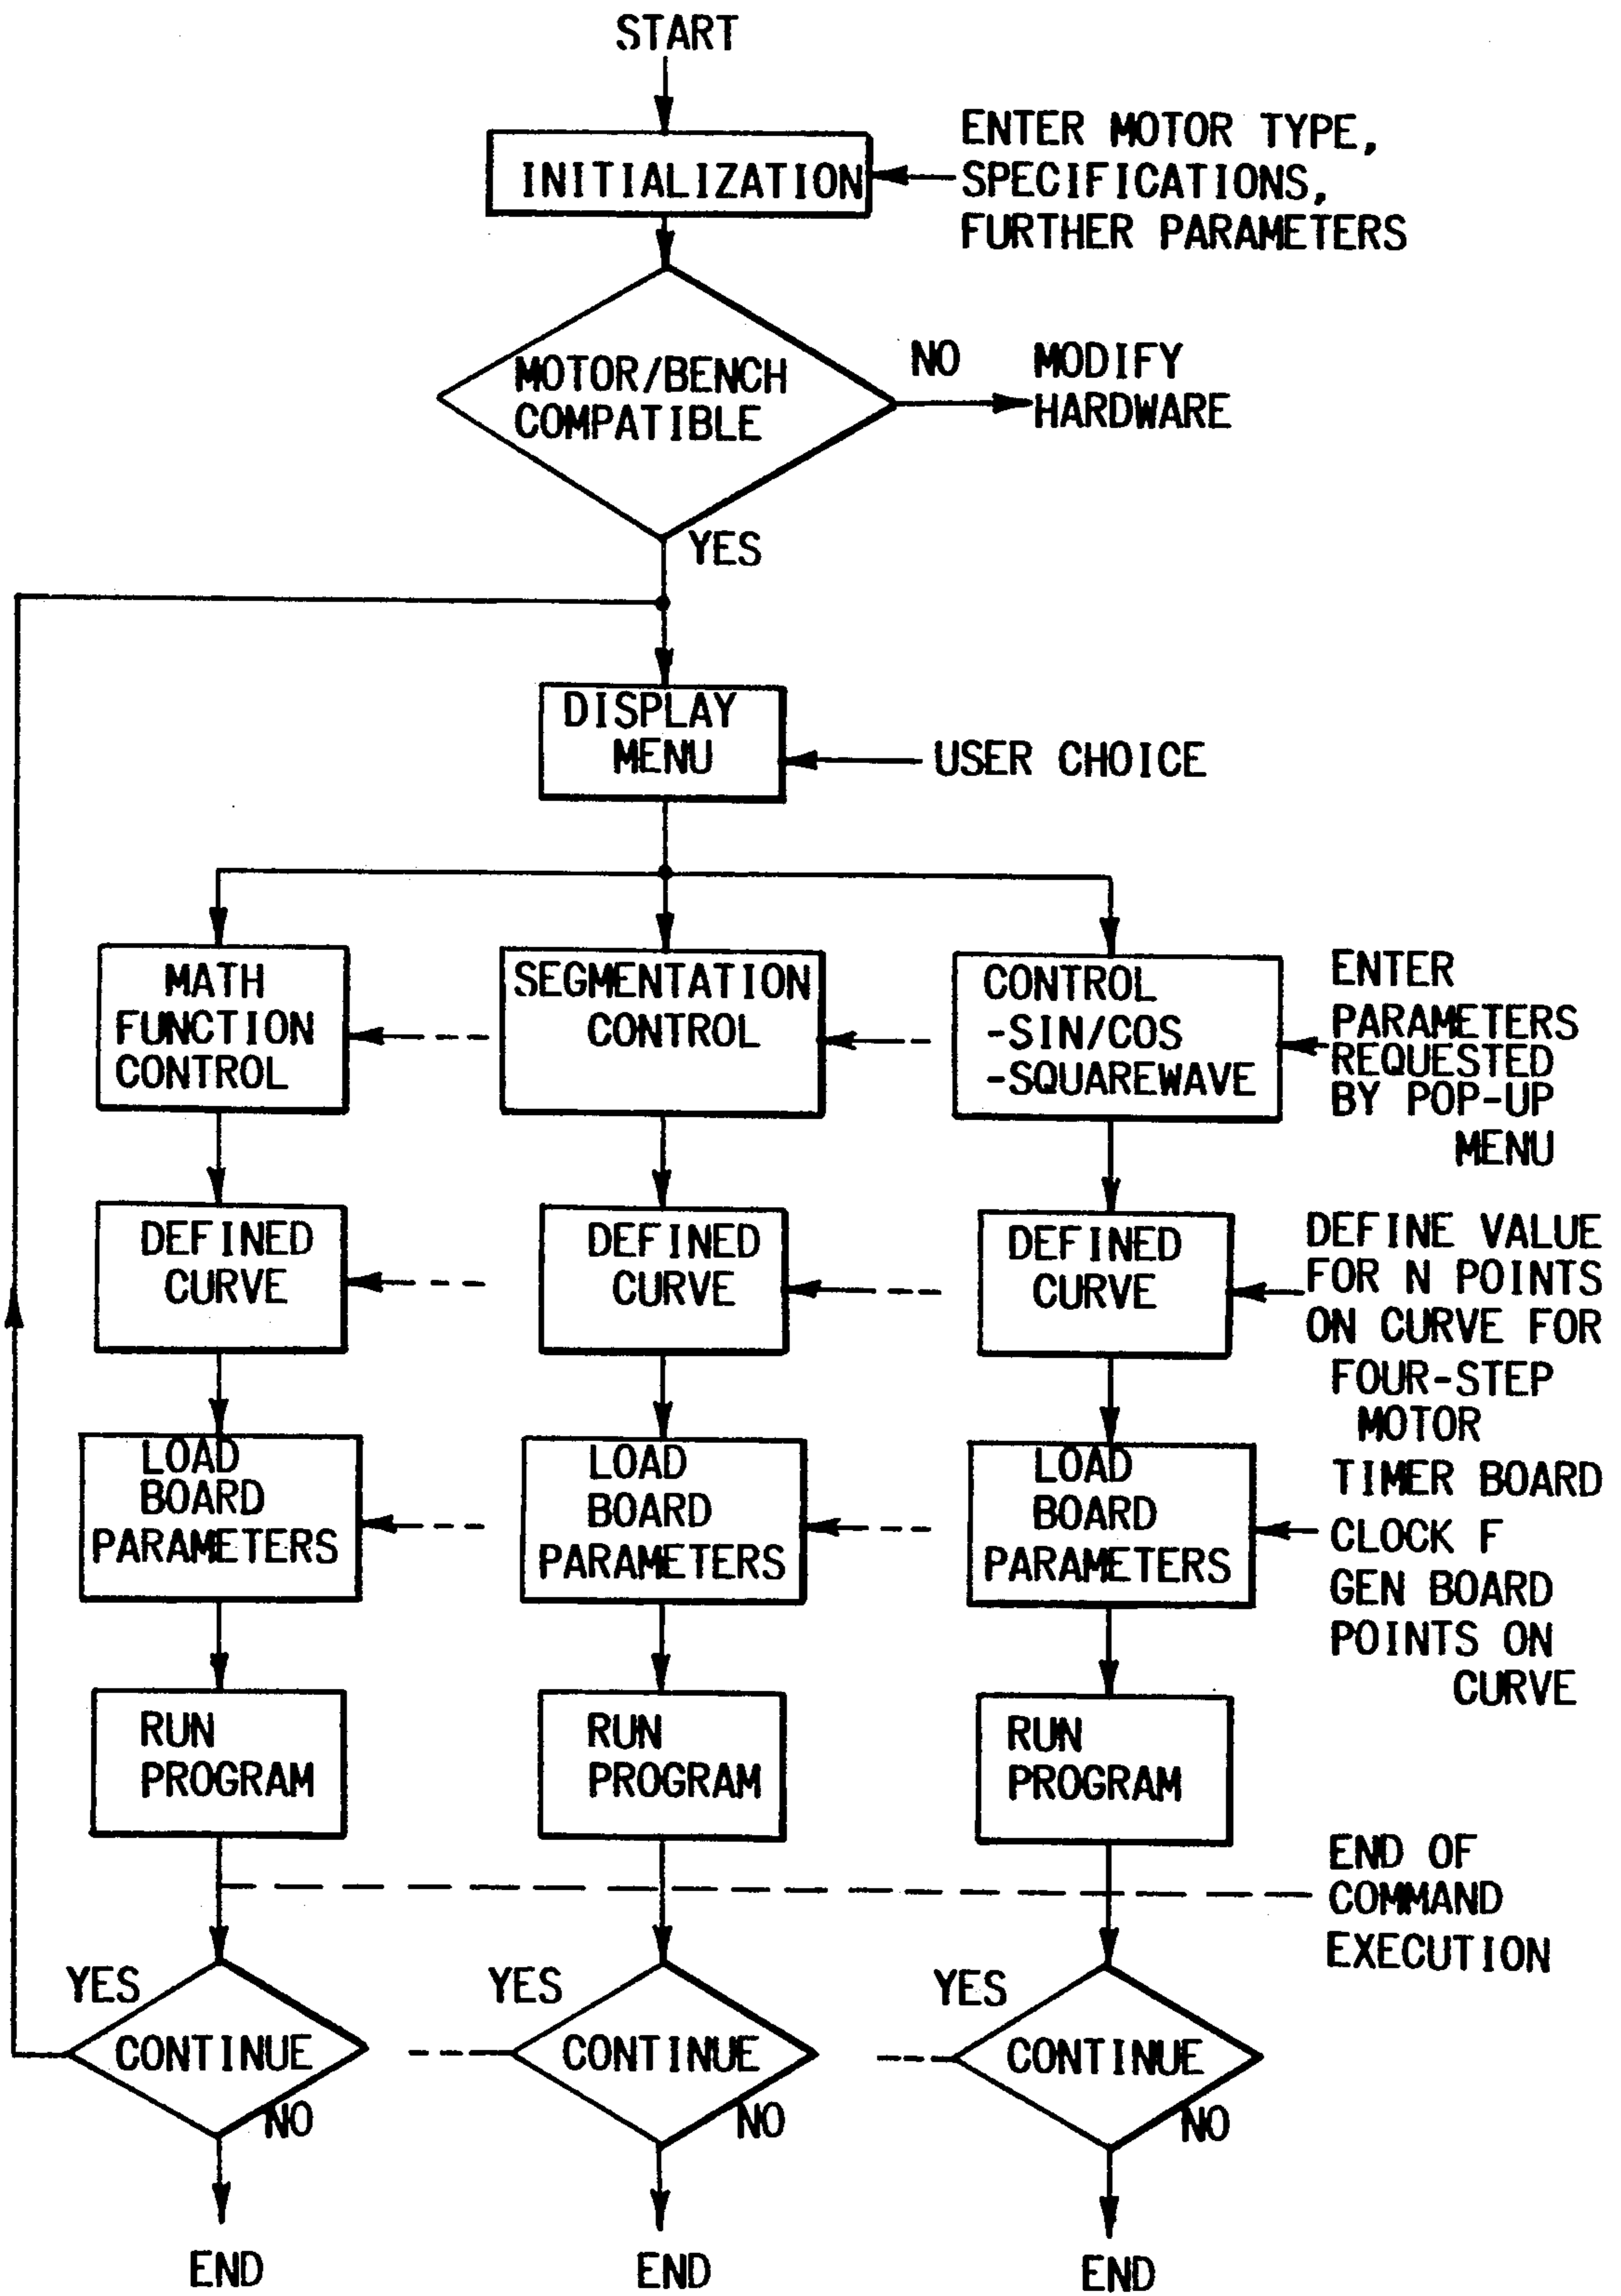 START
INITIALIZATION
ENTER MOTOR TYPE,
SPECIFICATIONS,
FURTHER PARAMETERS
MOTOR/BENCH
COMPATIBLE
NO
MODIFY
HARDWARE
YES
DISPLAY
MENU
USER CHOICE
MATH
FUNCTION
CONTROL
SEGMENTATION
CONTROL
CONTROL
-SIN/COS
-SQUAREWAVE
ENTER
PARAMETERS
REQUESTED
BY POP-UP
MENU
DEFINED
CURVE
DEFINED
CURVE
DEFINED
CURVE
DEFINE VALUE
FOR N POINTS
ON CURVE FOR
FOUR-STEP
MOTOR
LOAD
BOARD
PARAMETERS
LOAD
BOARD
PARAMETERS
LOAD
BOARD
PARAMETERS
TIMER BOARD
CLOCK F
GEN BOARD
POINTS ON
CURVE
RUN
PROGRAM
RUN
PROGRAM
RUN
PROGRAM
END OF
COMMAND
EXECUTION
YES
CONTINUE
NO
YES
CONTINUE
NO
YES
CONTINUE
NO
END
END
END